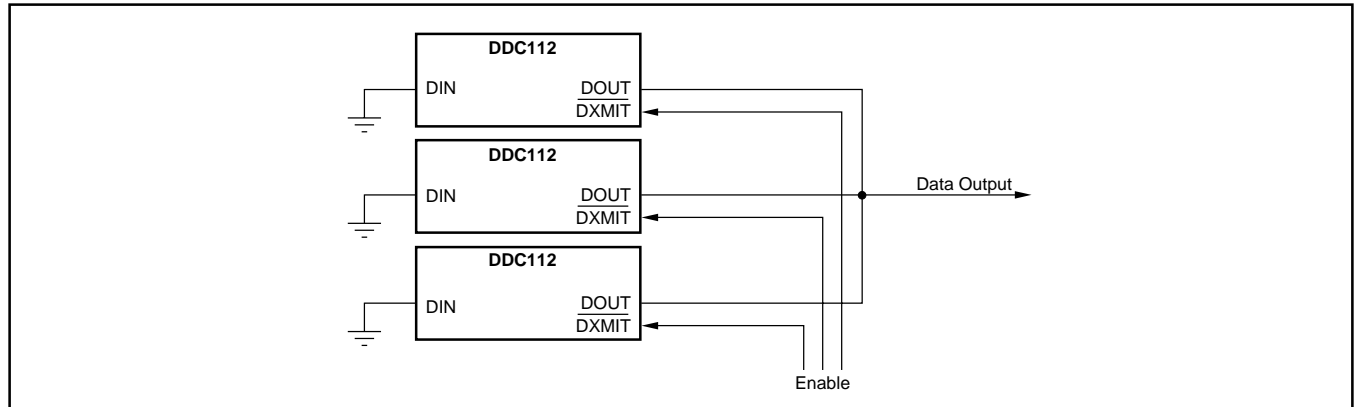 DDC112
DIN DOUT
DXMIT
DDC112
DIN DOUT
DXMIT
Data Output
DDC112
DIN DOUT
DXMIT
Enable